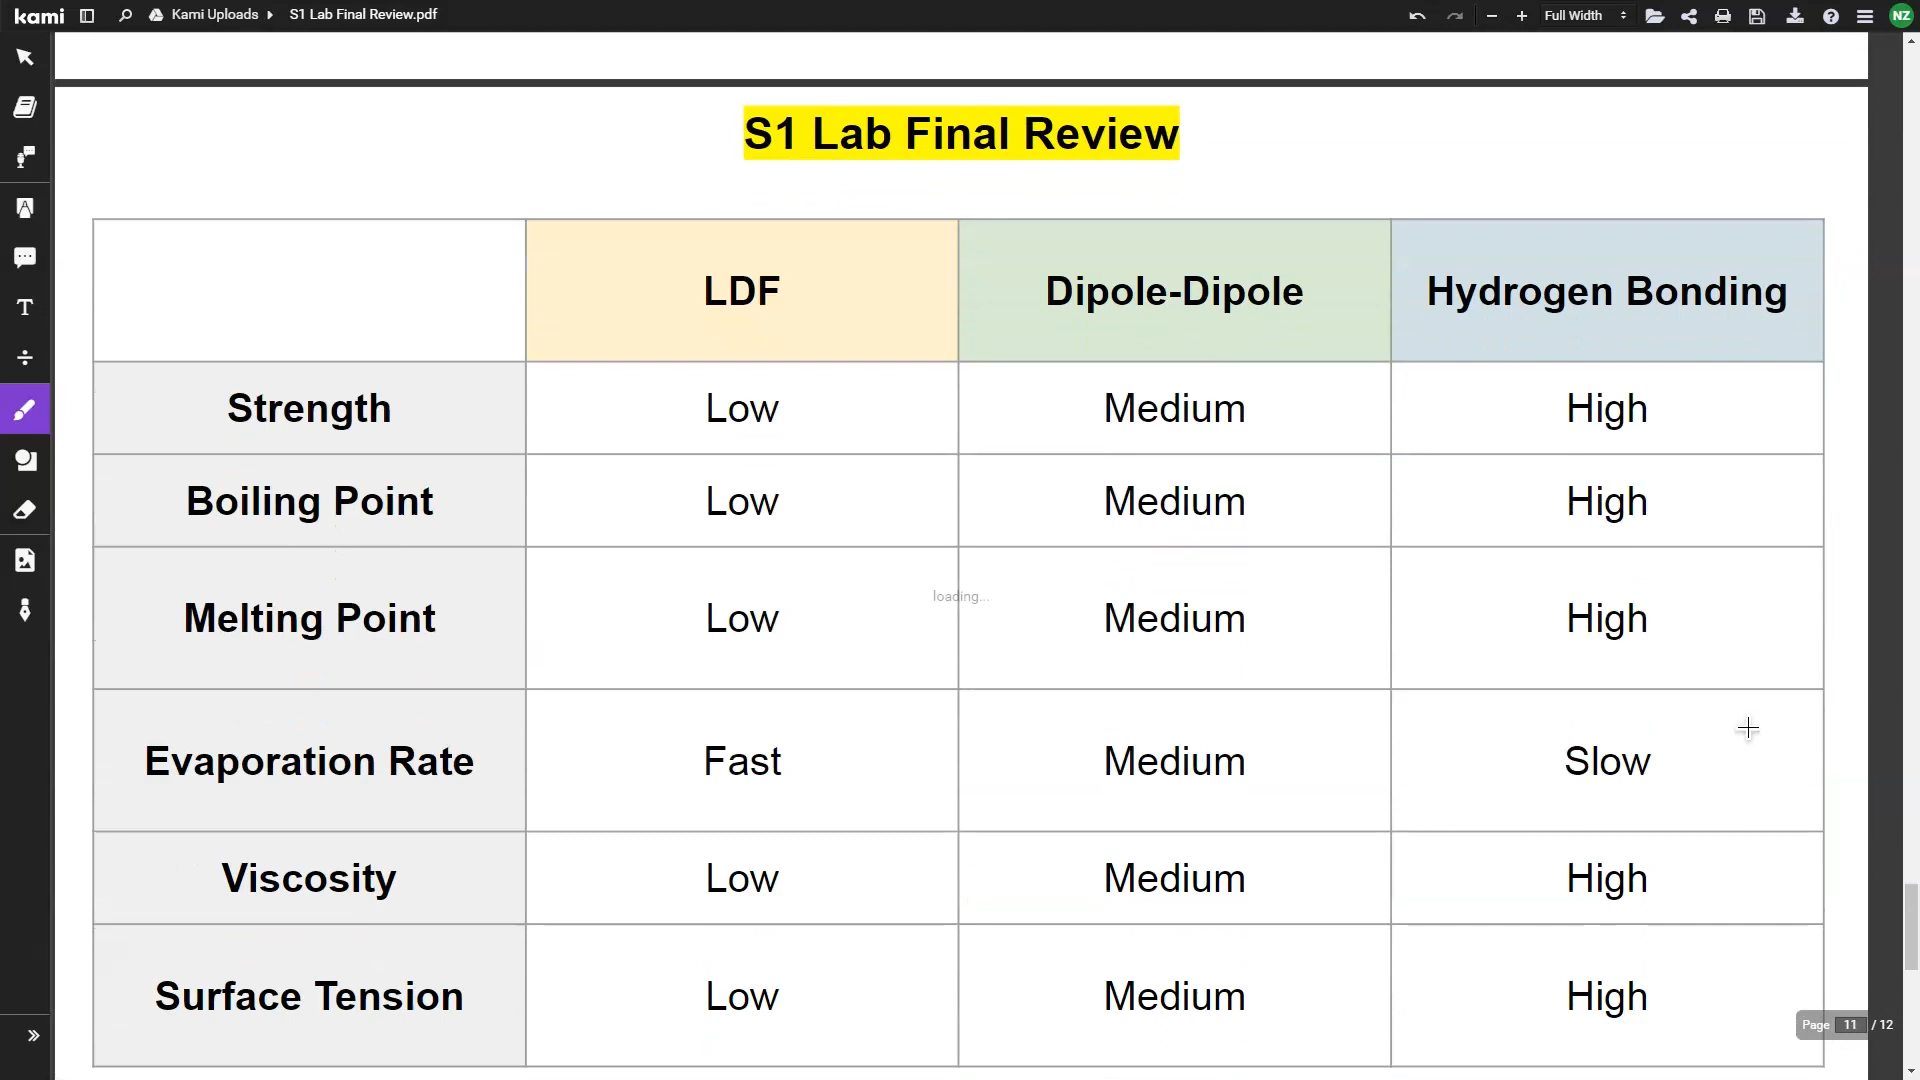 kami Kami Uploads S1 Lab Final Review.pdf Full Width NZ
S1 Lab Final Review
LDF Dipole-Dipole Hydrogen Bonding
Strength Low Medium High
Boiling Point Low Medium High
loading...
Melting Point Low Medium High
Evaporation Rate Fast Medium Slow
Viscosity Low Medium High
Surface Tension Low Medium High
Page 11 / 12